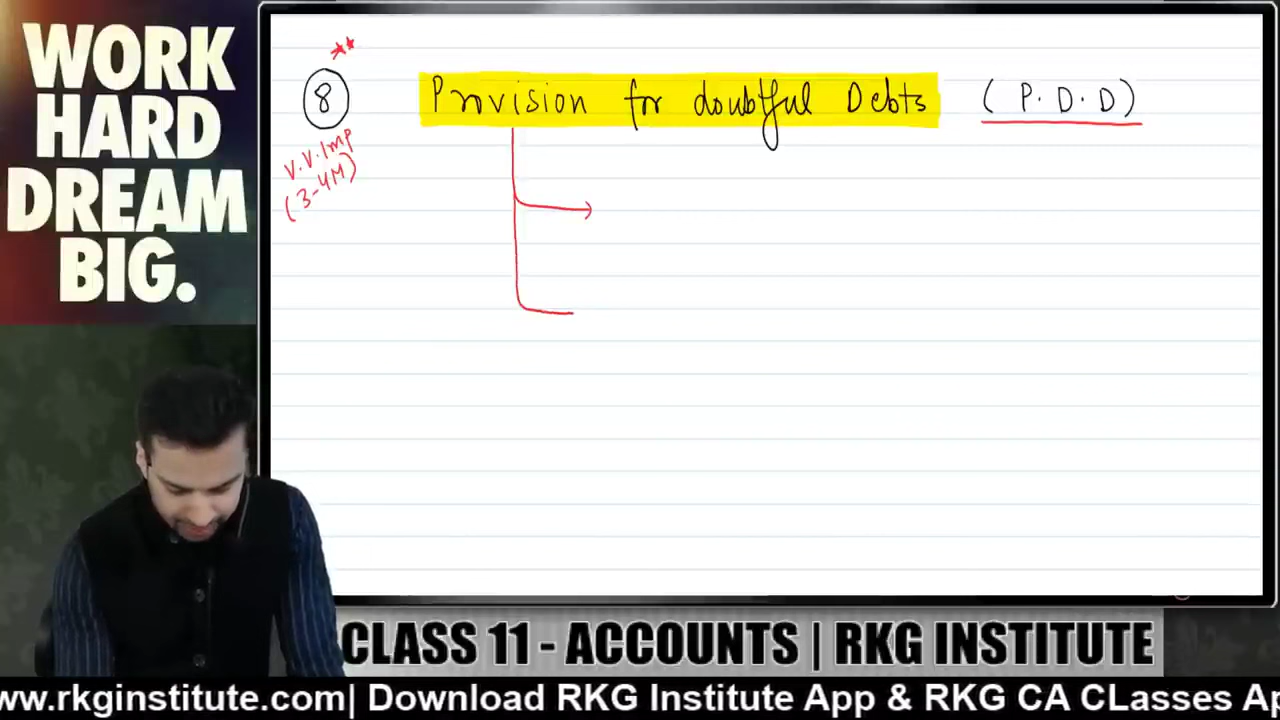 WORK
HARD
DREAM
BIG.
**
8
Provision for doubtful Debts (P.D.D)
V.V.Imp
(3-4M)
CLASS 11 - ACCOUNTS | RKG INSTITUTE
www.rkginstitute.com| Download RKG Institute App & RKG CA CLasses Ap